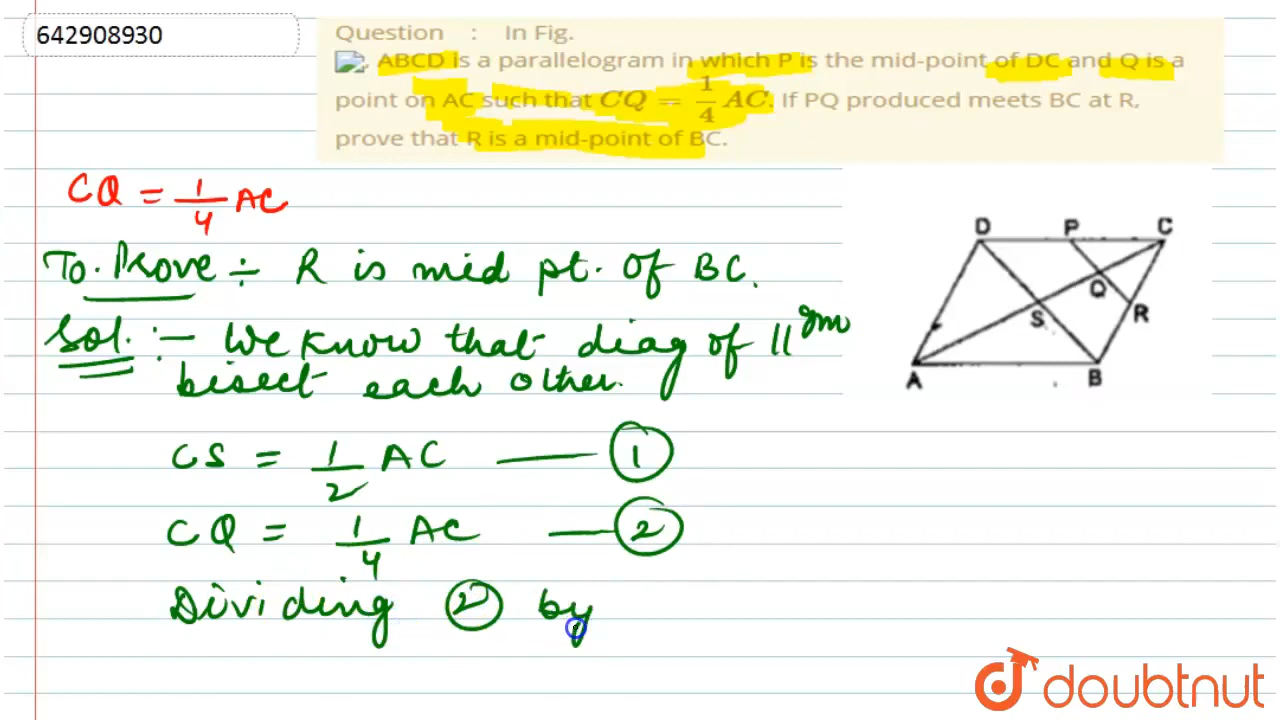 642908930
Question : In Fig.
, ABCD is a parallelogram in which P is the mid-point of DC and Q is a
point on AC such that CQ = 1/4 AC. If PQ produced meets BC at R,
prove that R is a mid-point of BC.
CQ = 1/4 AC
To. Prove ÷ R is mid pt. of BC.
Sol. :- We know that diag of ||gm
bisect each other.
CS = 1/2 AC —— 1
CQ = 1/4 AC —— 2
Dividing 2 by
D P C
Q
S R
A B
doubtnut